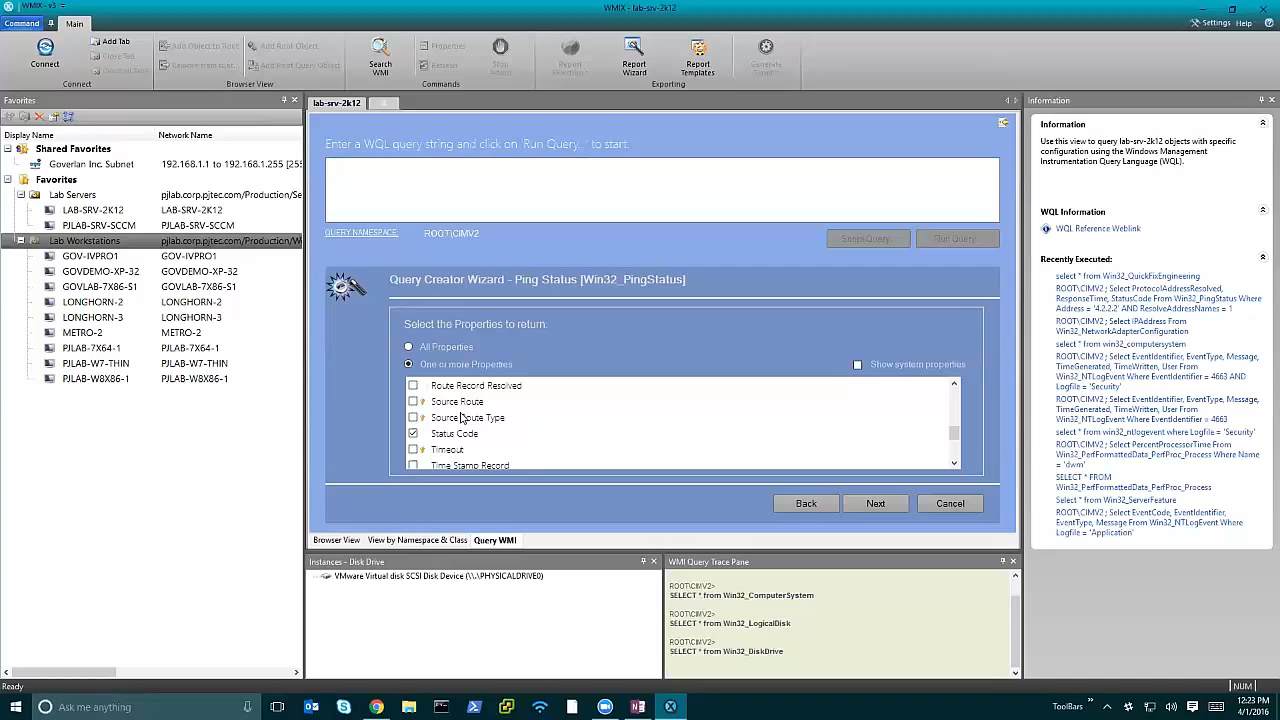 WMIX - v3
WMIX - lab-srv-2k12
Command
Main
Settings
Help
Connect
Add Tab
Close Tab
Connect
Add Object to Root
Remove from root
Add Root Object
Add Root Query Object
Browser View
Search WMI
Properties
Refresh
Stop
Commands
Report
Report Wizard
Report Templates
Generate
Exporting
Favorites
Display Name
Network Name
Shared Favorites
Goverlan Inc. Subnet
192.168.1.1 to 192.168.1.255 [255
Favorites
Lab Servers
pjlab.corp.pjtec.com/Production/Se
LAB-SRV-2K12
LAB-SRV-2K12
PJLAB-SRV-SCCM
PJLAB-SRV-SCCM
Lab Workstations
pjlab.corp.pjtec.com/Production/W
GOV-IVPRO1
GOV-IVPRO1
GOVDEMO-XP-32
GOVDEMO-XP-32
GOVLAB-7X86-S1
GOVLAB-7X86-S1
LONGHORN-2
LONGHORN-2
LONGHORN-3
LONGHORN-3
METRO-2
METRO-2
PJLAB-7X64-1
PJLAB-7X64-1
PJLAB-W7-THIN
PJLAB-W7-THIN
PJLAB-W8X86-1
PJLAB-W8X86-1
lab-srv-2k12
Enter a WQL query string and click on 'Run Query...' to start.
QUERY NAMESPACE:
ROOT\CIMV2
Script Query...
Run Query...
Query Creator Wizard - Ping Status [Win32_PingStatus]
Select the Properties to return:
All Properties
One or more Properties
Show system properties
Route Record Resolved
Source Route
Source Route Type
Status Code
Timeout
Time Stamp Record
Back
Next
Cancel
Browser View
View by Namespace & Class
Query WMI
Instances - Disk Drive
VMware Virtual disk SCSI Disk Device (\\.\PHYSICALDRIVE0)
WMI Query Trace Pane
ROOT\CIMV2>
SELECT * from Win32_ComputerSystem
ROOT\CIMV2>
SELECT * from Win32_LogicalDisk
ROOT\CIMV2>
SELECT * from Win32_DiskDrive
Information
Information
Use this view to query lab-srv-2k12 objects with specific
configuration using the Windows Management
Instrumentation Query Language (WQL).
WQL Information
WQL Reference Weblink
Recently Executed:
select * from Win32_QuickFixEngineering
ROOT\CIMV2 ; Select ProtocolAddressResolved,
ResponseTime, StatusCode From Win32_PingStatus Where
Address = '4.2.2.2' AND ResolveAddressNames = 1
ROOT\CIMV2 ; Select IPAddress From
Win32_NetworkAdapterConfiguration
select * from win32_computersystem
ROOT\CIMV2 ; Select EventIdentifier, EventType, Message,
TimeGenerated, TimeWritten, User From
Win32_NTLogEvent Where EventIdentifier = 4663 AND
Logfile = 'Security'
ROOT\CIMV2 ; Select EventIdentifier, EventType, Message,
TimeGenerated, TimeWritten, User From
Win32_NTLogEvent Where EventIdentifier = 4663
select * from win32_ntlogevent where Logfile = 'Security'
ROOT\CIMV2 ; Select PercentProcessorTime From
Win32_PerfFormattedData_PerfProc_Process Where Name
= 'dwm'
SELECT * FROM
Win32_PerfFormattedData_PerfProc_Process
Select * from Win32_ServerFeature
ROOT\CIMV2 ; Select EventCode, EventIdentifier,
EventType, Message From Win32_NTLogEvent Where
Logfile = 'Application'
Ready
NUM
Ask me anything
ToolBars
12:23 PM
4/1/2016